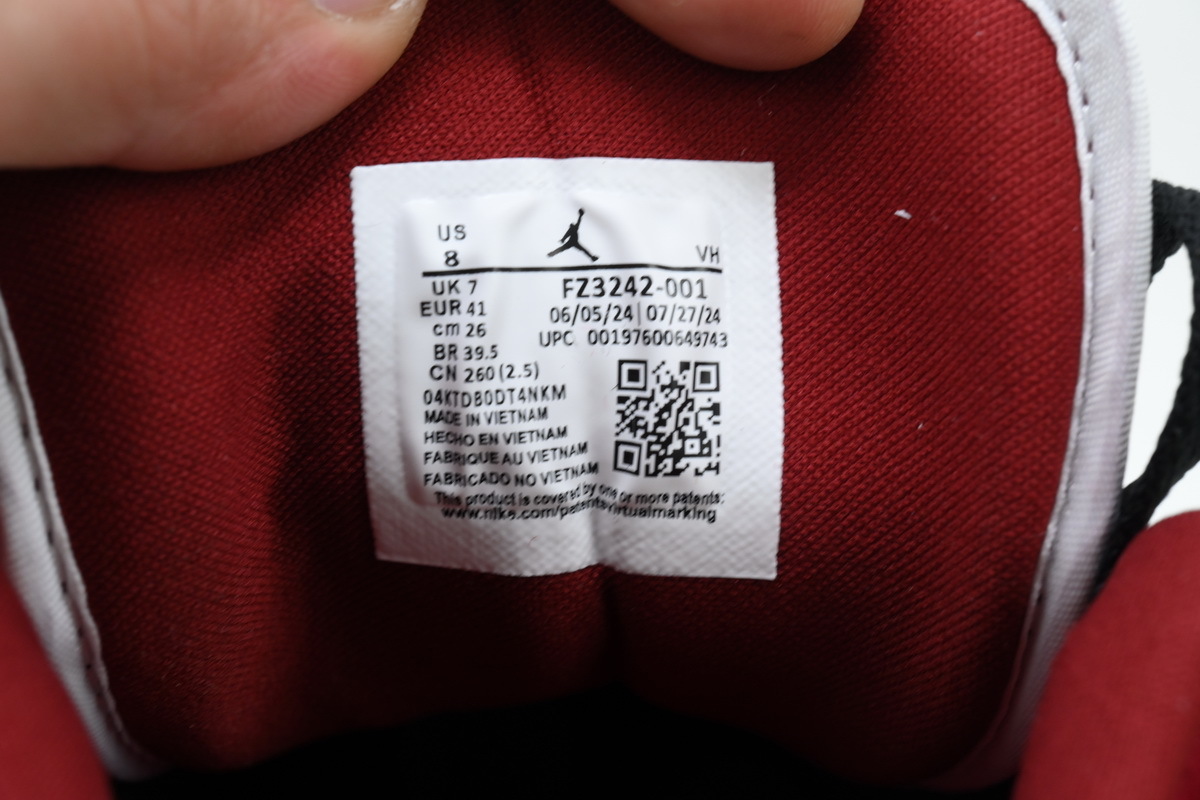 US
8
VH
UK 7
FZ3242-001
EUR 41
06/05/24 | 07/27/24
cm 26
UPC 00197600649743
BR 39.5
CN 260 (2.5)
04KTDB0DT4NKM
MADE IN VIETNAM
HECHO EN VIETNAM
FABRIQUE AU VIETNAM
FABRICADO NO VIETNAM
This product is covered by one or more patents:
www.nike.com/patentsvirtualmarking